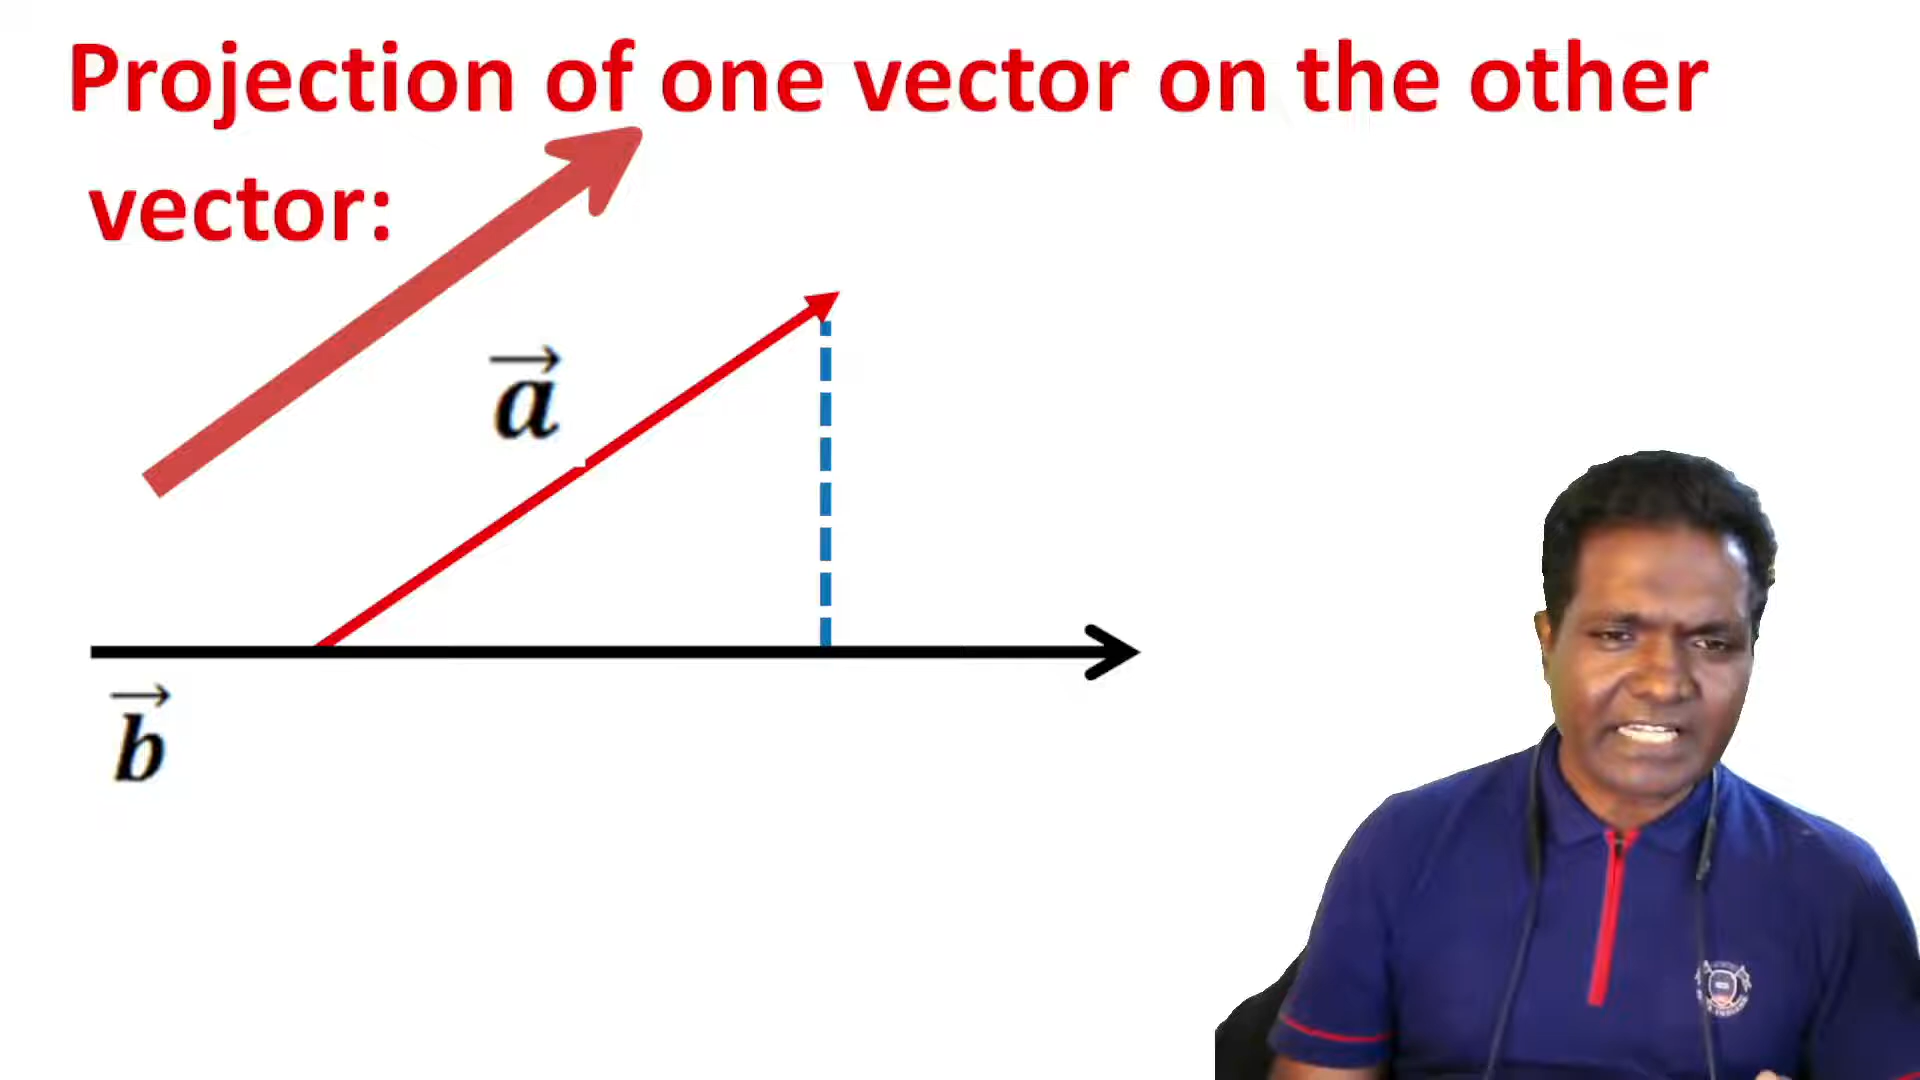 Projection of one vector on the other
vector:
a
b